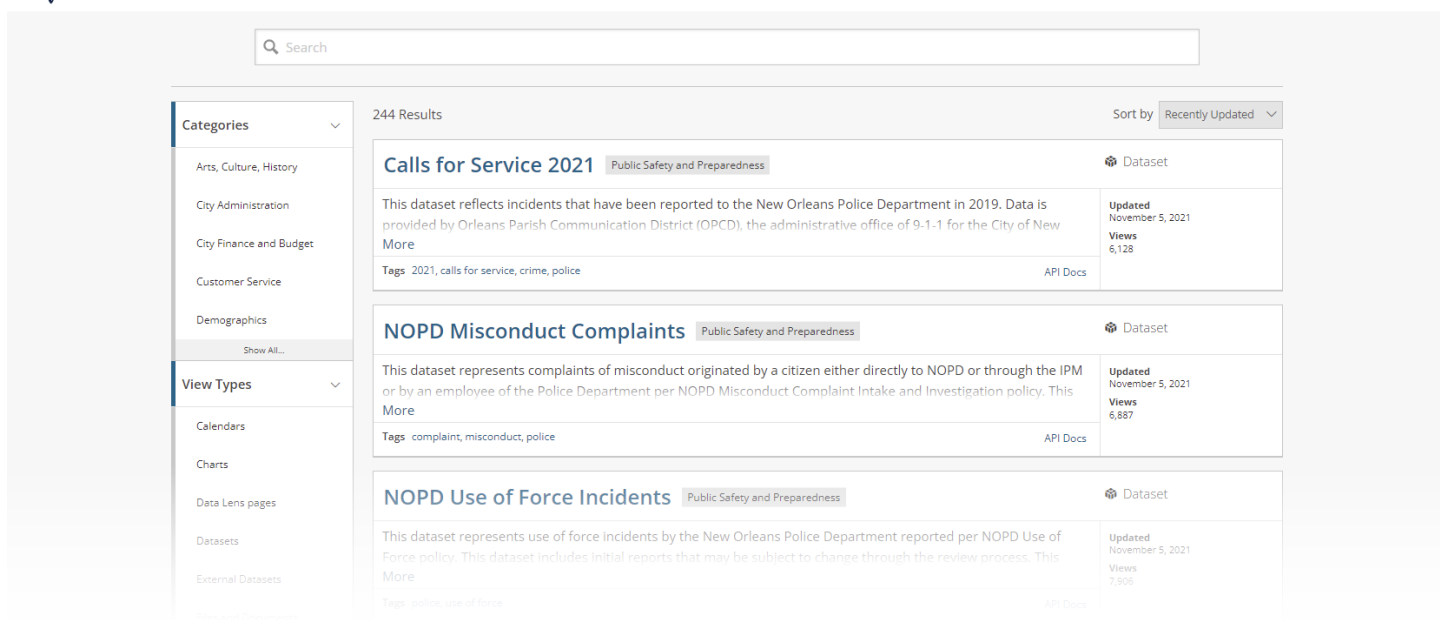 Search
Categories
Arts, Culture, History
City Administration
City Finance and Budget
Customer Service
Demographics
Show All...
View Types
Calendars
Charts
Data Lens pages
Datasets
External Datasets
244 Results
Sort by Recently Updated
Calls for Service 2021 Public Safety and Preparedness
Dataset
This dataset reflects incidents that have been reported to the New Orleans Police Department in 2019. Data is
provided by Orleans Parish Communication District (OPCD), the administrative office of 9-1-1 for the City of New
More
Tags 2021, calls for service, crime, police
API Docs
Updated
November 5, 2021
Views
6,128
NOPD Misconduct Complaints Public Safety and Preparedness
Dataset
This dataset represents complaints of misconduct originated by a citizen either directly to NOPD or through the IPM
or by an employee of the Police Department per NOPD Misconduct Complaint Intake and Investigation policy. This
More
Tags complaint, misconduct, police
API Docs
Updated
November 5, 2021
Views
6,887
NOPD Use of Force Incidents Public Safety and Preparedness
Dataset
This dataset represents use of force incidents by the New Orleans Police Department reported per NOPD Use of
Force policy. This dataset includes initial reports that may be subject to change through the review process. This
More
Tags police, use of force
API Docs
Updated
November 5, 2021
Views
7,906